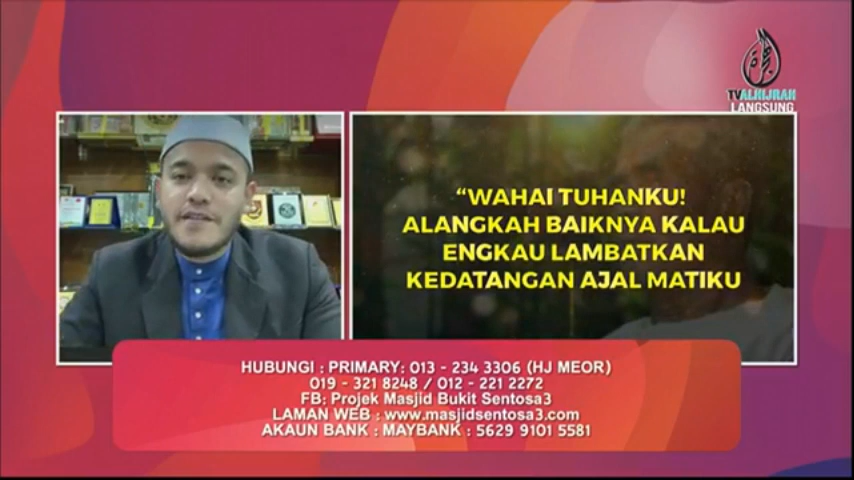 TVALHIJRAH
LANGSUNG
"WAHAI TUHANKU!
ALANGKAH BAIKNYA KALAU
ENGKAU LAMBATKAN
KEDATANGAN AJAL MATIKU
HUBUNGI : PRIMARY: 013 - 234 3306 (HJ MEOR)
019 - 321 8248 / 012 - 221 2272
FB: Projek Masjid Bukit Sentosa3
LAMAN WEB : www.masjidsentosa3.com
AKAUN BANK : MAYBANK : 5629 9101 5581